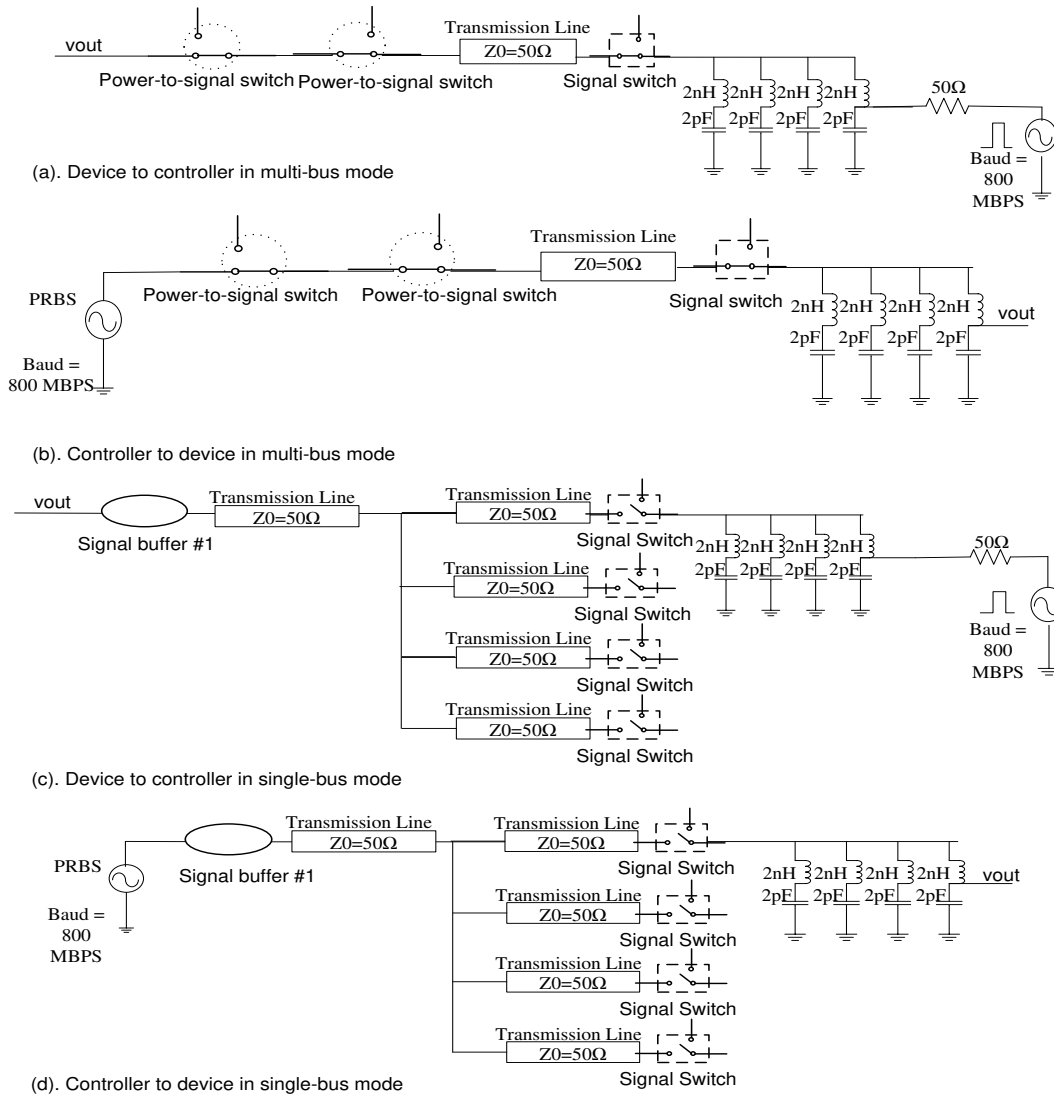 Transmission Line
vout
Z0=50Ω
Power-to-signal switch
Power-to-signal switch
Signal switch
2nH 2nH 2nH 2nH
50Ω
2pF 2pF 2pF 2pF
Baud =
800
MBPS
(a). Device to controller in multi-bus mode
Transmission Line
Z0=50Ω
PRBS
Power-to-signal switch
Power-to-signal switch
Signal switch
2nH 2nH 2nH 2nH
vout
2pF 2pF 2pF 2pF
Baud =
800 MBPS
(b). Controller to device in multi-bus mode
vout
Transmission Line
Z0=50Ω
Signal buffer #1
Transmission Line
Z0=50Ω
Signal Switch
2nH 2nH 2nH 2nH
50Ω
2pF 2pF 2pF 2pF
Transmission Line
Z0=50Ω
Signal Switch
Baud =
800
MBPS
Transmission Line
Z0=50Ω
Signal Switch
Transmission Line
Z0=50Ω
Signal Switch
(c). Device to controller in single-bus mode
Transmission Line
Z0=50Ω
PRBS
Signal buffer #1
Baud =
800
MBPS
Transmission Line
Z0=50Ω
Signal Switch
2nH 2nH 2nH 2nH
vout
2pF 2pF 2pF 2pF
Transmission Line
Z0=50Ω
Signal Switch
Transmission Line
Z0=50Ω
Signal Switch
Transmission Line
Z0=50Ω
Signal Switch
(d). Controller to device in single-bus mode